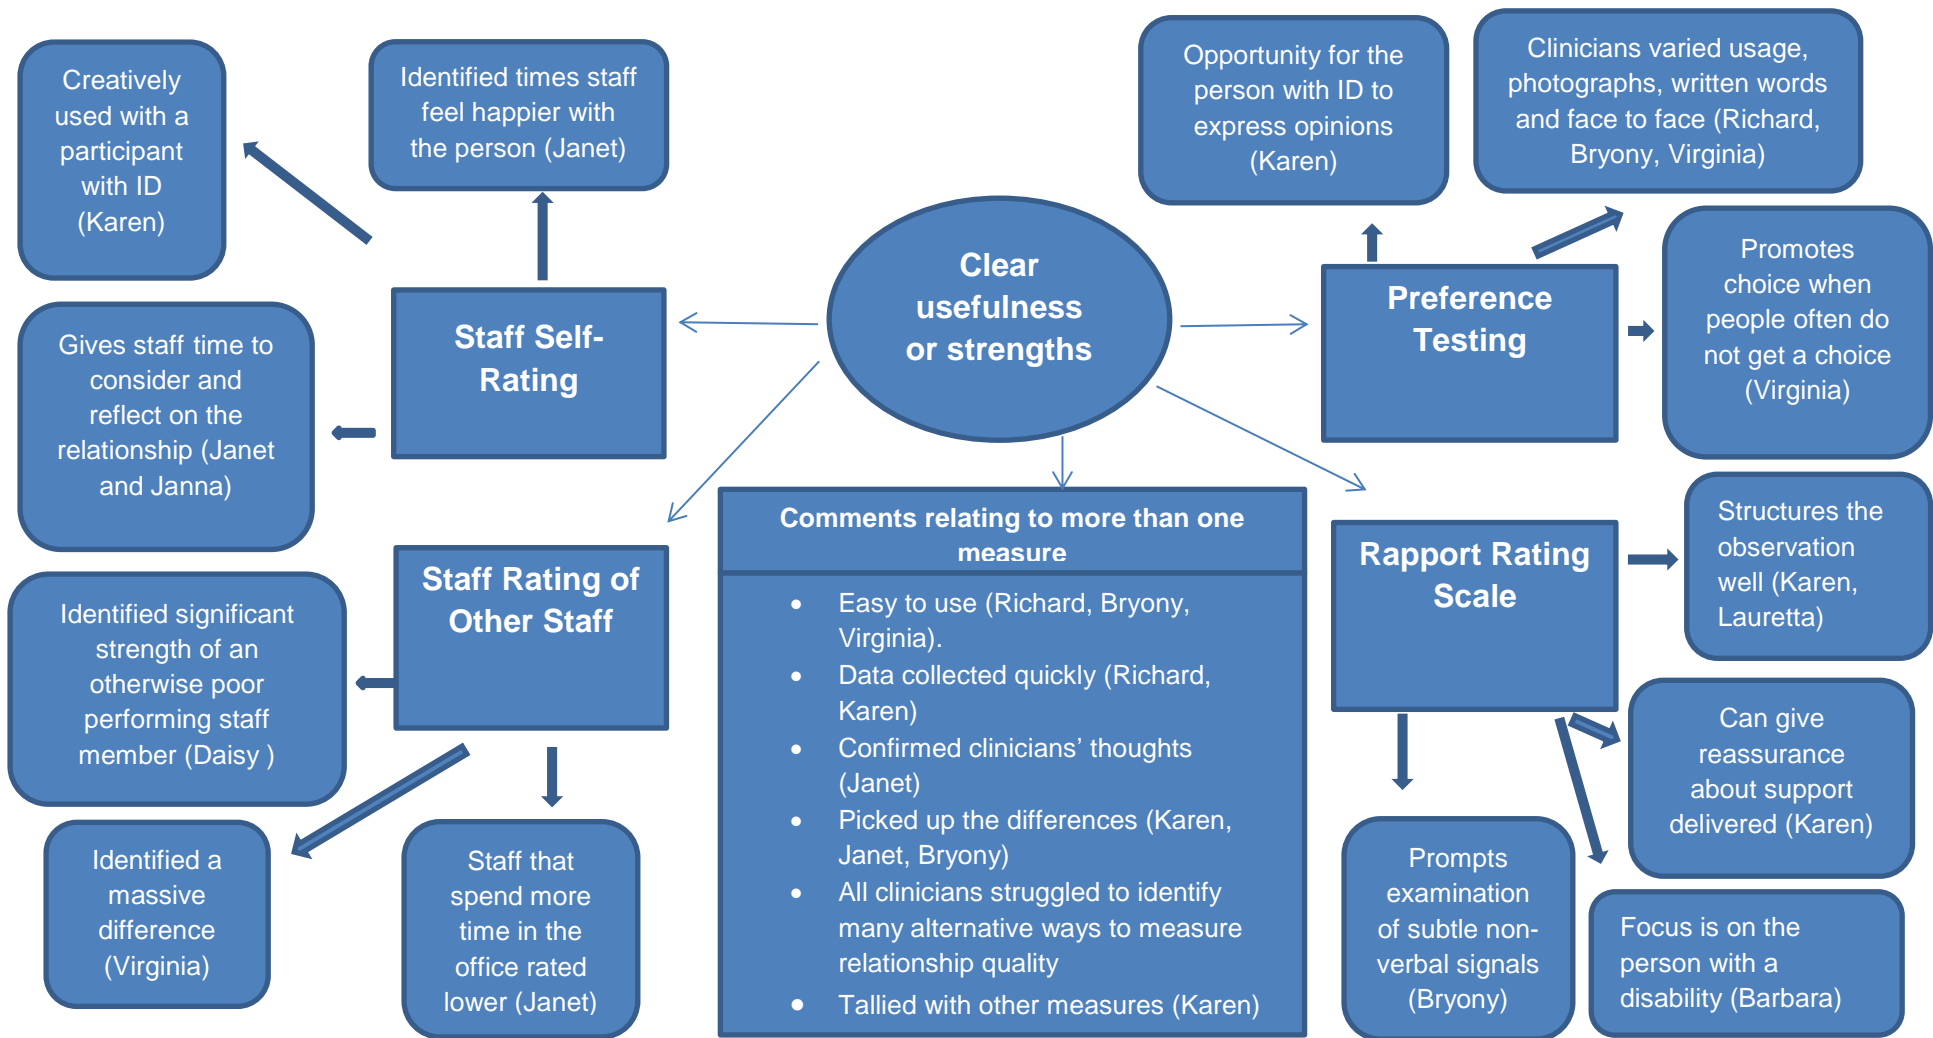 Creatively
used with a
participant
with ID
(Karen)
Identified times staff
feel happier with
the person (Janet)
Opportunity for the
person with ID to
express opinions
(Karen)
Clinicians varied usage,
photographs, written words
and face to face (Richard,
Bryony, Virginia)
Clear
usefulness
or strengths
Staff Self-
Rating
Preference
Testing
Promotes
choice when
people often do
not get a choice
(Virginia)
Gives staff time to
consider and
reflect on the
relationship (Janet
and Janna)
Staff Rating of
Other Staff
Comments relating to more than one
measure
• Easy to use (Richard, Bryony,
Virginia).
• Data collected quickly (Richard,
Karen)
• Confirmed clinicians’ thoughts
(Janet)
• Picked up the differences (Karen,
Janet, Bryony)
• All clinicians struggled to identify
many alternative ways to measure
relationship quality
• Tallied with other measures (Karen)
Rapport Rating
Scale
Structures the
observation
well (Karen,
Lauretta)
Identified significant
strength of an
otherwise poor
performing staff
member (Daisy )
Can give
reassurance
about support
delivered (Karen)
Identified a
massive
difference
(Virginia)
Staff that
spend more
time in the
office rated
lower (Janet)
Prompts
examination
of subtle non-
verbal signals
(Bryony)
Focus is on the
person with a
disability (Barbara)